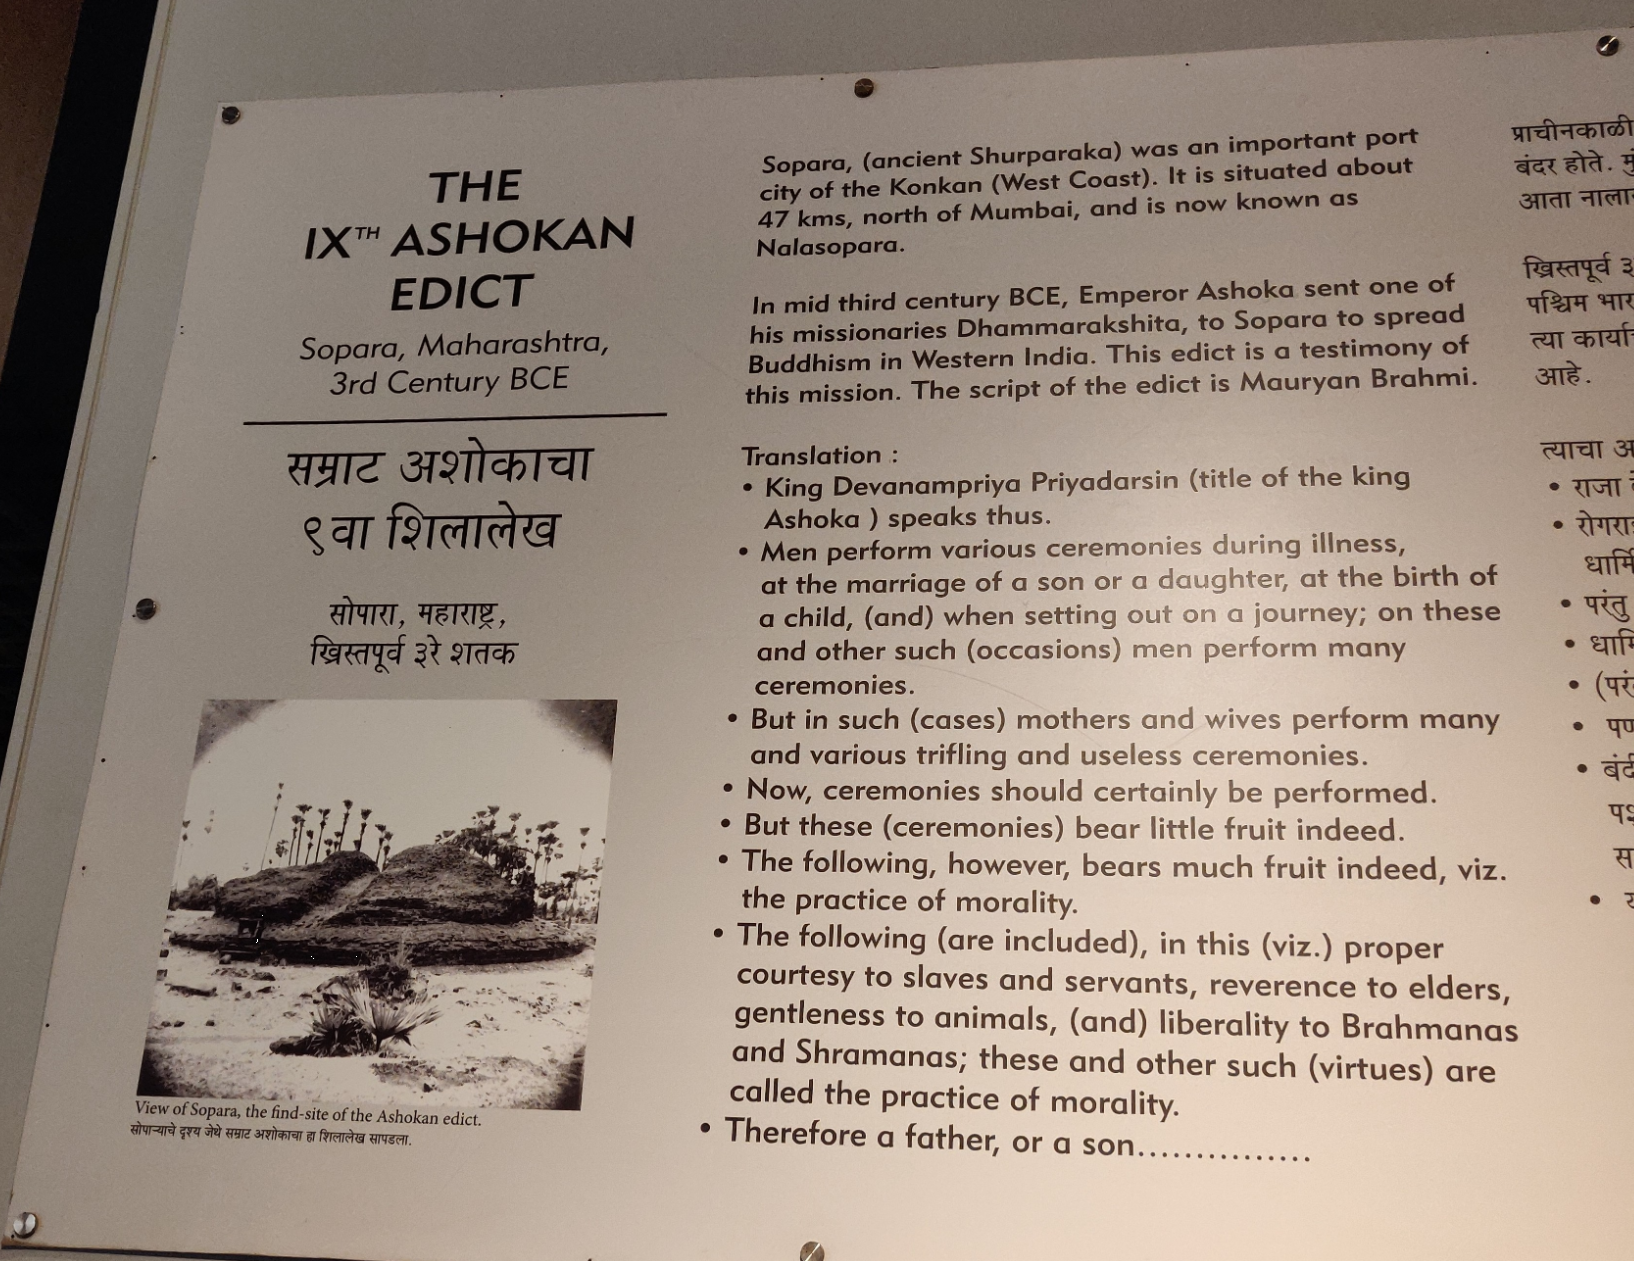 THE
IXTH ASHOKAN
EDICT
Sopara, Maharashtra,
3rd Century BCE
सम्राट अशोकाचा
९वा शिलालेख
सोपारा, महाराष्ट्र,
ख्रिस्तपूर्व ३रे शतक
View of Sopara, the find-site of the Ashokan edict.
सोपाऱ्याचे दृश्य जेथे सम्राट अशोकाचा हा शिलालेख सापडला.
Sopara, (ancient Shurparaka) was an important port
city of the Konkan (West Coast). It is situated about
47 kms, north of Mumbai, and is now known as
Nalasopara.
In mid third century BCE, Emperor Ashoka sent one of
his missionaries Dhammarakshita, to Sopara to spread
Buddhism in Western India. This edict is a testimony of
this mission. The script of the edict is Mauryan Brahmi.
Translation :
• King Devanampriya Priyadarsin (title of the king
Ashoka ) speaks thus.
• Men perform various ceremonies during illness,
at the marriage of a son or a daughter, at the birth of
a child, (and) when setting out on a journey; on these
and other such (occasions) men perform many
ceremonies.
• But in such (cases) mothers and wives perform many
and various trifling and useless ceremonies.
• Now, ceremonies should certainly be performed.
• But these (ceremonies) bear little fruit indeed.
• The following, however, bears much fruit indeed, viz.
the practice of morality.
• The following (are included), in this (viz.) proper
courtesy to slaves and servants, reverence to elders,
gentleness to animals, (and) liberality to Brahmanas
and Shramanas; these and other such (virtues) are
called the practice of morality.
• Therefore a father, or a son...............
प्राचीनकाळी
बंदर होते.
आता
ख्रिस्तपूर्व ३
पश्चिम
त्या
आहे.
त्याचा
• राजा
•
• परंतु
•
•
•
•
•